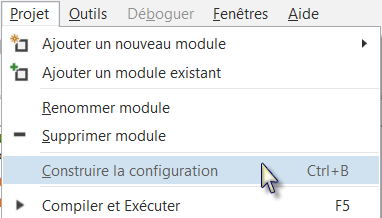 Projet Outils Déboguer Fenêtres Aide
Ajouter un nouveau module
Ajouter un module existant
Renommer module
Supprimer module
Construire la configuration Ctrl+B
Compiler et Exécuter F5